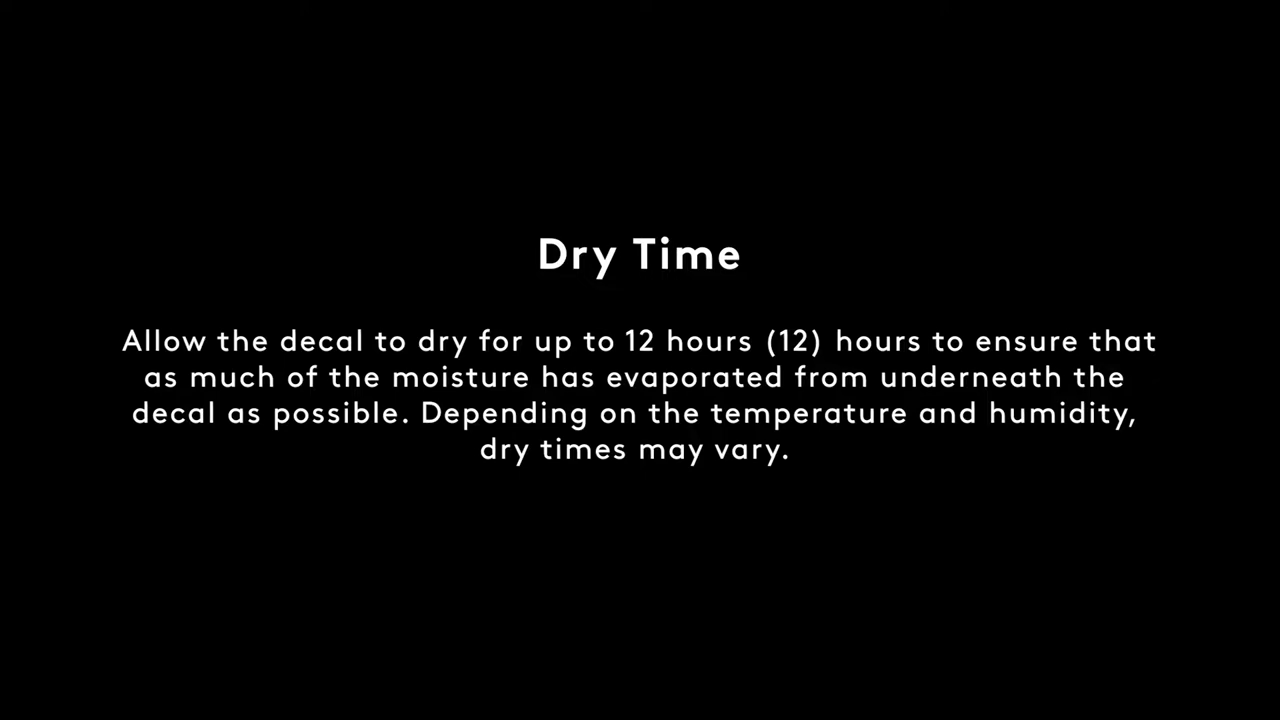 Dry Time
Allow the decal to dry for up to 12 hours (12) hours to ensure that
as much of the moisture has evaporated from underneath the
decal as possible. Depending on the temperature and humidity,
dry times may vary.